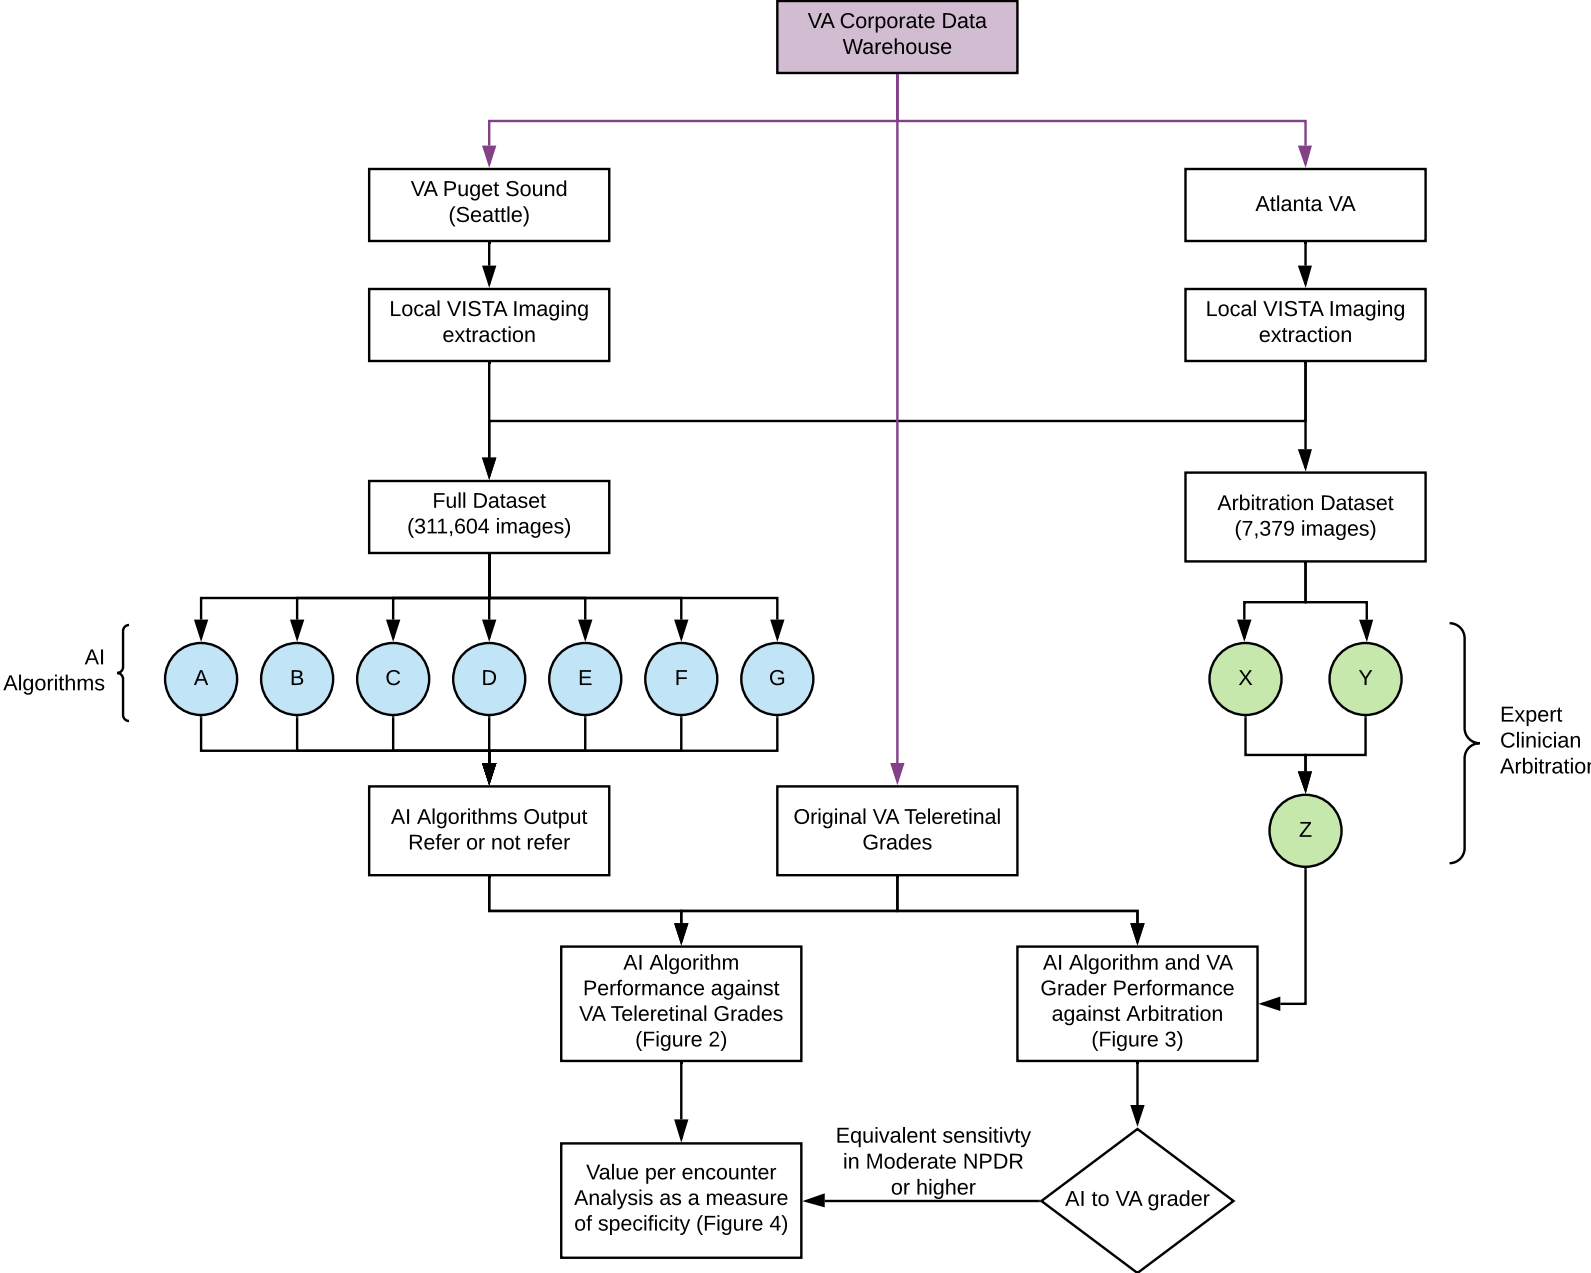 VA Corporate Data
Warehouse
VA Puget Sound
(Seattle)
Atlanta VA
Local VISTA Imaging
extraction
Local VISTA Imaging
extraction
Full Dataset
(311,604 images)
Arbitration Dataset
(7,379 images)
AI
Algorithms
A
B
C
D
E
F
G
X
Y
Expert
Clinician
Arbitration
Z
AI Algorithms Output
Refer or not refer
Original VA Teleretinal
Grades
AI Algorithm
Performance against
VA Teleretinal Grades
(Figure 2)
AI Algorithm and VA
Grader Performance
against Arbitration
(Figure 3)
Equivalent sensitivty
in Moderate NPDR
or higher
Value per encounter
Analysis as a measure
of specificity (Figure 4)
AI to VA grader